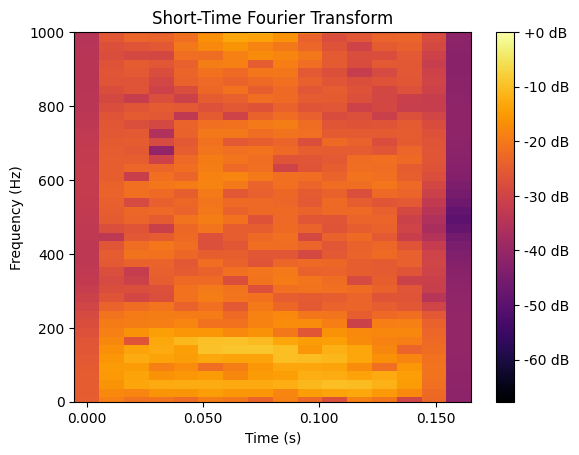 Short-Time Fourier Transform
1000
800
600
400
200
0
Frequency (Hz)
0.000
0.050
0.100
0.150
Time (s)
+0 dB
-10 dB
-20 dB
-30 dB
-40 dB
-50 dB
-60 dB